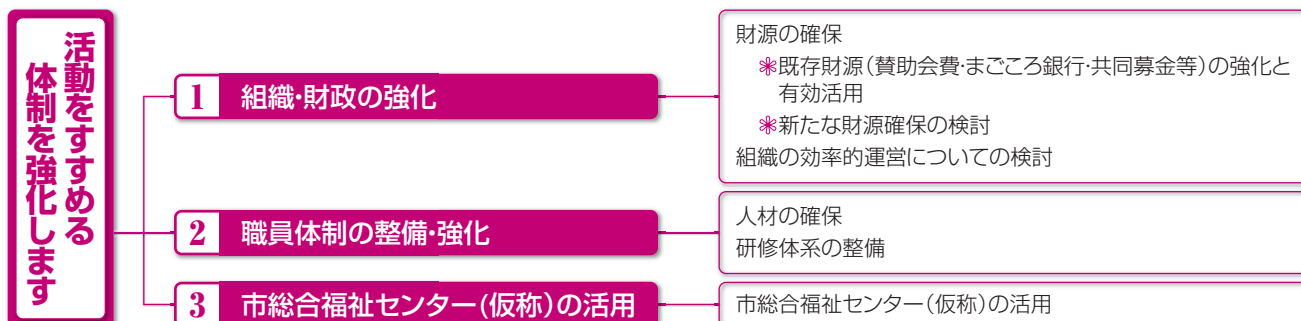 活動をすすめる
体制を強化します
1 組織・財政の強化
財源の確保
＊既存財源(賛助会費・まごころ銀行・共同募金等)の強化と
有効活用
＊新たな財源確保の検討
組織の効率的運営についての検討
2 職員体制の整備・強化
人材の確保
研修体系の整備
3 市総合福祉センター(仮称)の活用
市総合福祉センター(仮称)の活用